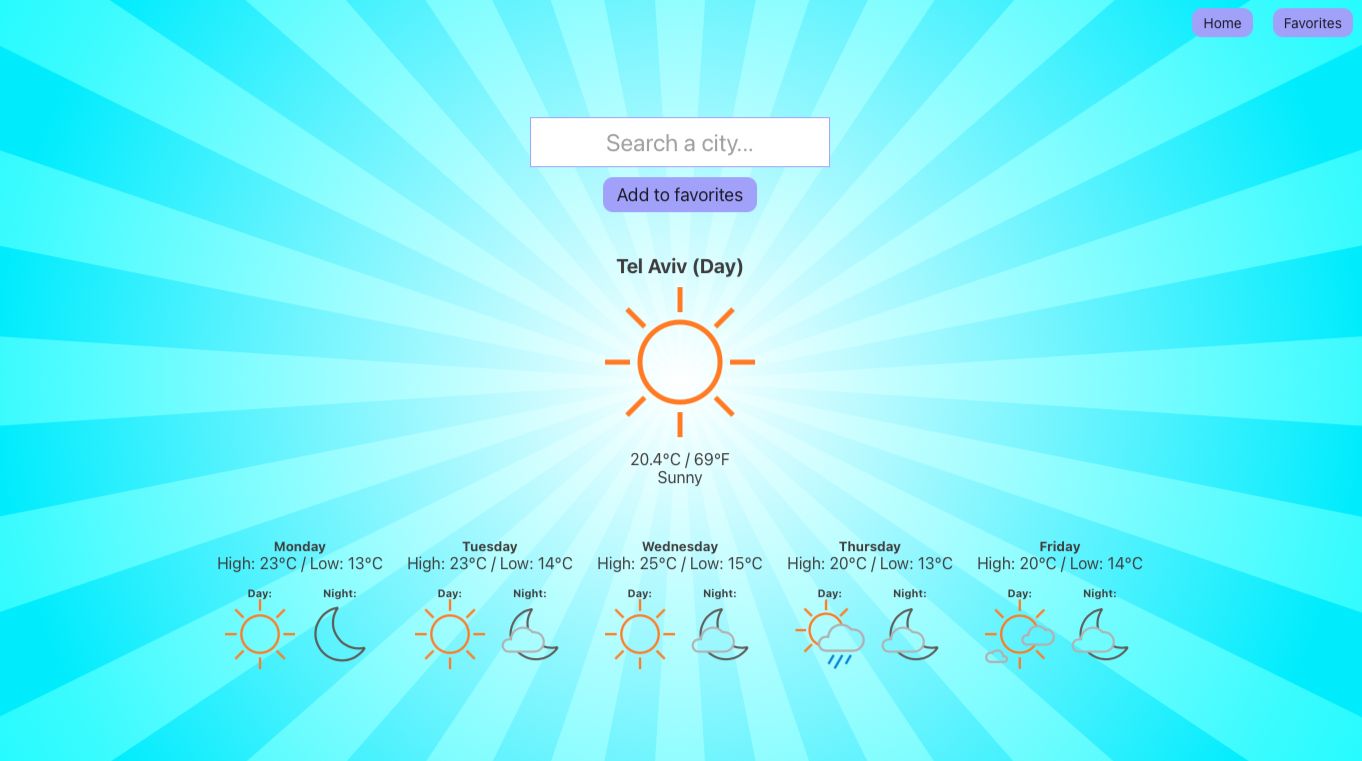 Home
Favorites
Search a city...
Add to favorites
Tel Aviv (Day)
20.4°C / 69°F
Sunny
Monday
High: 23°C / Low: 13°C
Day:
Night:
Tuesday
High: 23°C / Low: 14°C
Day:
Night:
Wednesday
High: 25°C / Low: 15°C
Day:
Night:
Thursday
High: 20°C / Low: 13°C
Day:
Night:
Friday
High: 20°C / Low: 14°C
Day:
Night: